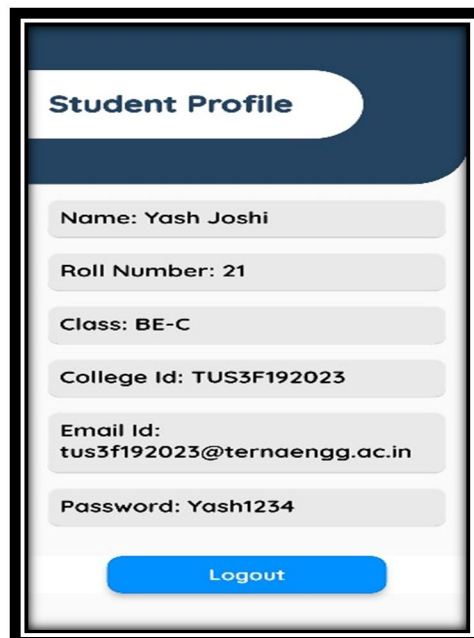 Student Profile
Name: Yash Joshi
Roll Number: 21
Class: BE-C
College Id: TUS3F192023
Email Id:
tus3f192023@ternaengg.ac.in
Password: Yash1234
Logout